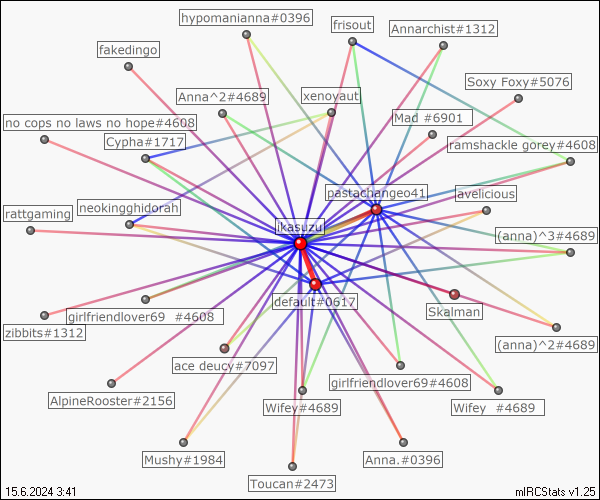 hypomanianna#0396
frisout
Annarchist#1312
fakedingo
Soxy Foxy#5076
Anna^2#4689
xenoyaut
no cops no laws no hope#4608
Mad #6901
Cypha#1717
ramshackle gorey#4608
pastachangeo41
avelicious
rattgaming
neokingghidorah
ikasuzu
(anna)^3#4689
default#0617
Skalman
girlfriendlover69 #4608
zibbits#1312
(anna)^2#4689
ace deucy#7097
girlfriendlover69#4608
AlpineRooster#2156
Wifey#4689
Wifey #4689
Mushy#1984
Anna.#0396
Toucan#2473
15.6.2024 3:41
mIRCStats v1.25